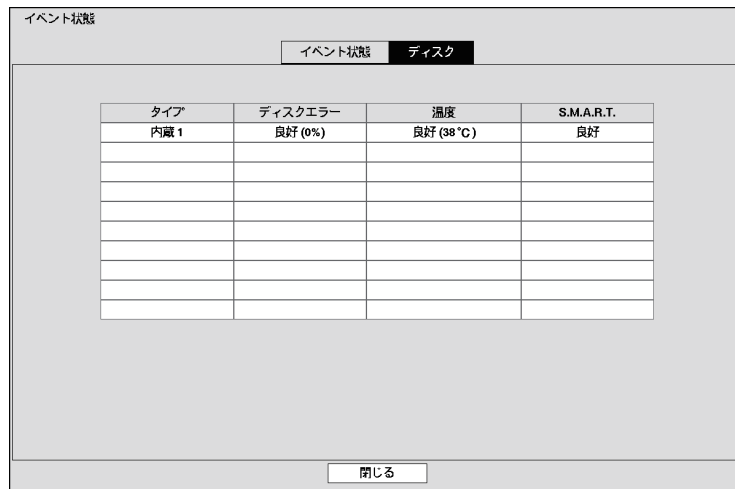 イベント状態
イベント状態 ディスク
タイプ ディスクエラー 温度 S.M.A.R.T.
内蔵 1 良好 (0%) 良好 (38°C) 良好
閉じる